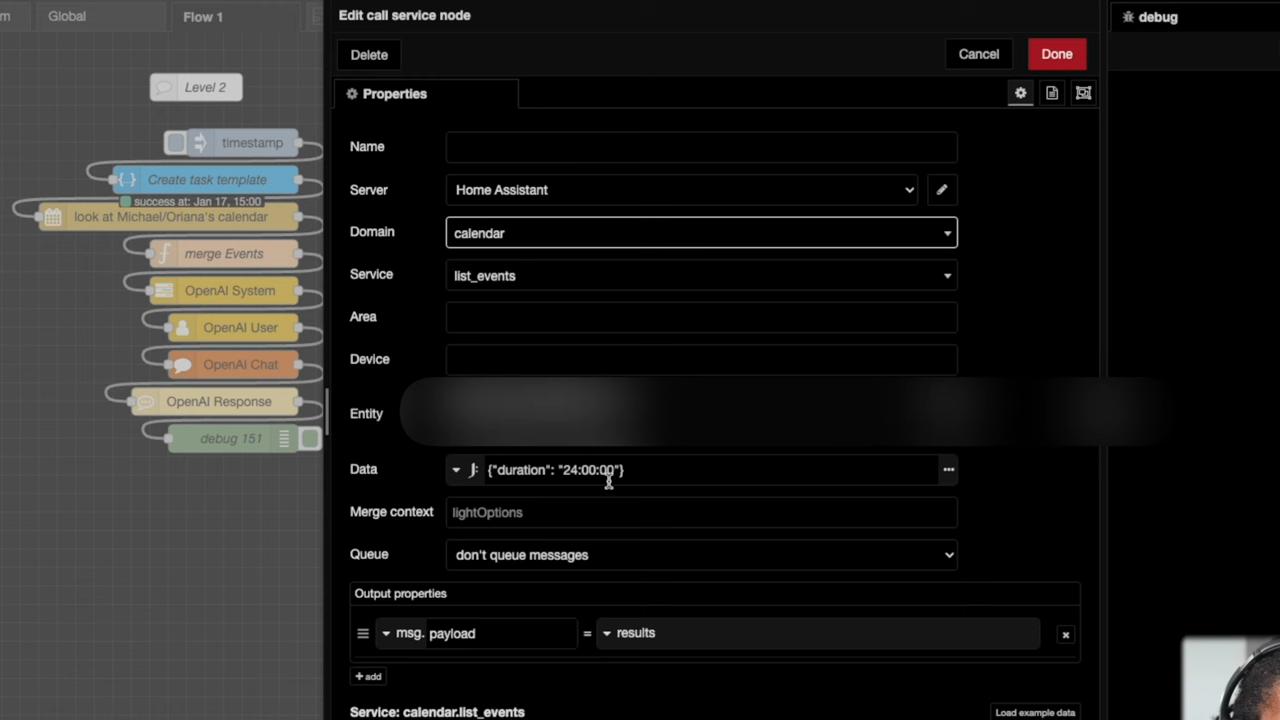 m
Global
Flow 1
Edit call service node
debug
Delete
Cancel
Done
Properties
Level 2
timestamp
Create task template
success at: Jan 17, 15:00
look at Michael/Oriana's calendar
merge Events
OpenAI System
OpenAI User
OpenAI Chat
OpenAI Response
debug 151
Name
Server Home Assistant
Domain calendar
Service list_events
Area
Device
Entity
Data J: {"duration": "24:00:00"}
Merge context lightOptions
Queue don't queue messages
Output properties
msg. payload = results
+ add
Service: calendar.list_events Load example data